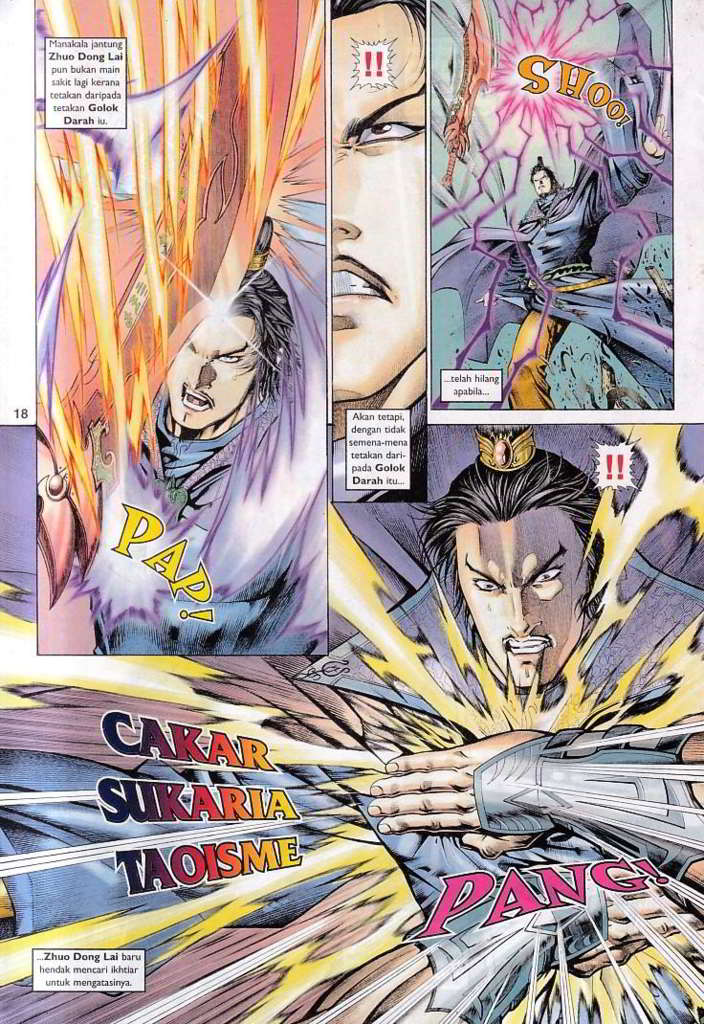 Manakala jantung
Zhuo Dong Lai
pun bukan main
sakit lagi kerana
tetakan daripada
tetakan Golok
Darah iu.
!!
SHOO!
Akan tetapi,
dengan tidak
semena-mena
tetakan dari-
pada Golok
Darah itu...
...telah hilang
apabila...
18
PAP!
!!
CAKAR
SUKARIA
TAOISME
PANG!
...Zhuo Dong Lai baru
hendak mencari ikhtiar
untuk mengatasinya.